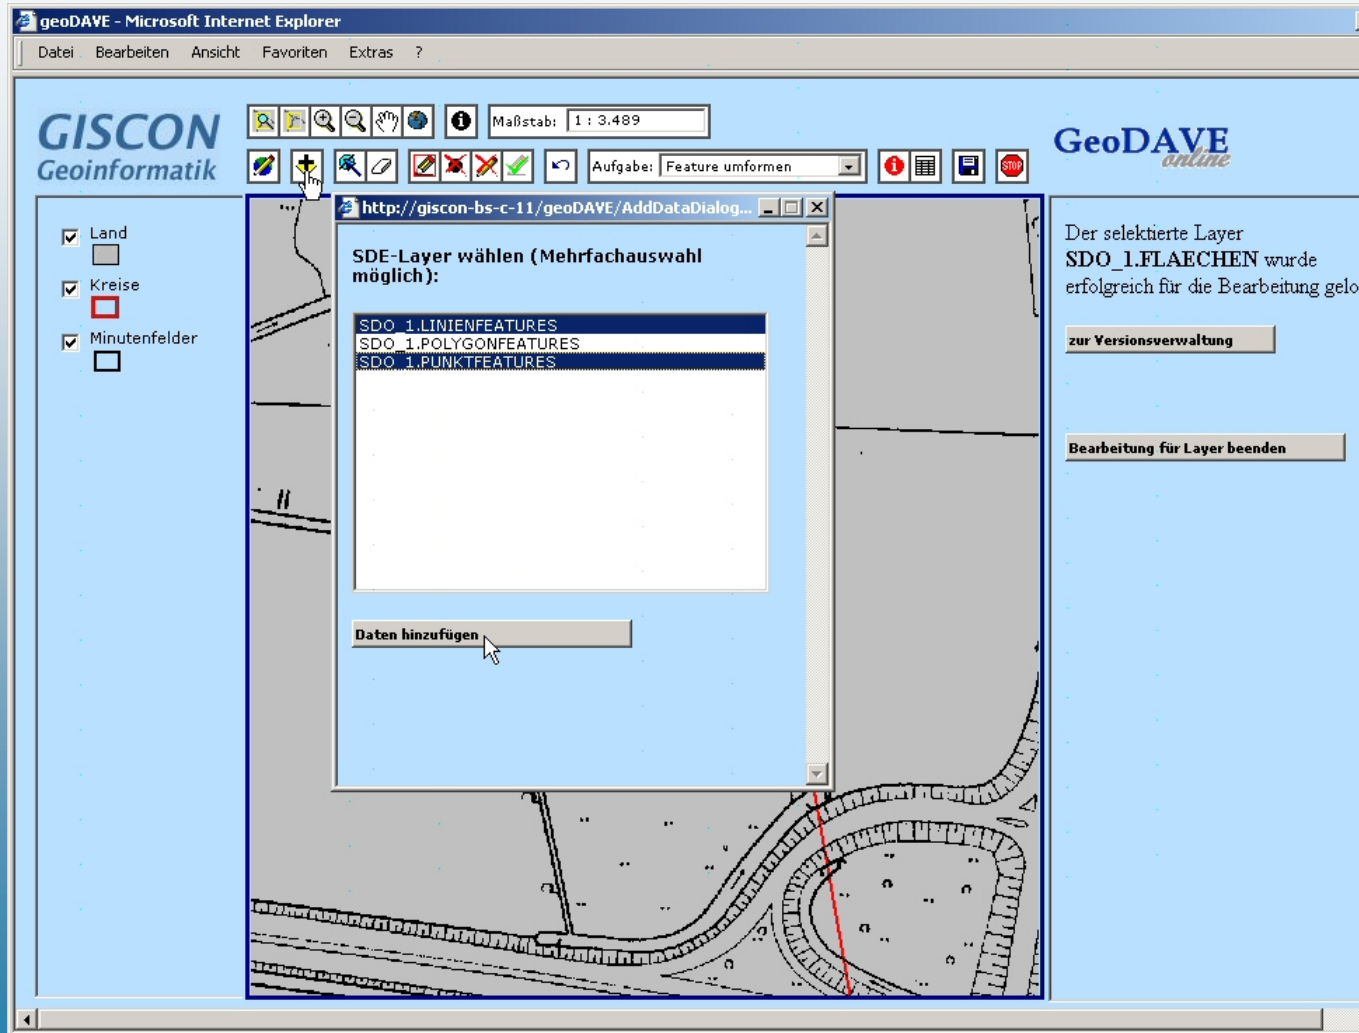 geoDAVE - Microsoft Internet Explorer
Datei Bearbeiten Ansicht Favoriten Extras ?
GISCON
Geoinformatik
Maßstab: 1 : 3.489
Aufgabe: Feature umformen
STOP
GeoDAVE
online
Land
Kreise
Minutenfelder
http://giscon-bs-c-11/geoDAVE/AddDataDialog...
SDE-Layer wählen (Mehrfachauswahl
möglich):
SDO_1.LINIENFEATURES
SDO_1.POLYGONFEATURES
SDO_1.PUNKTFEATURES
Daten hinzufügen
Der selektierte Layer
SDO_1.FLAECHEN wurde
erfolgreich für die Bearbeitung gelo
zur Versionsverwaltung
Bearbeitung für Layer beenden